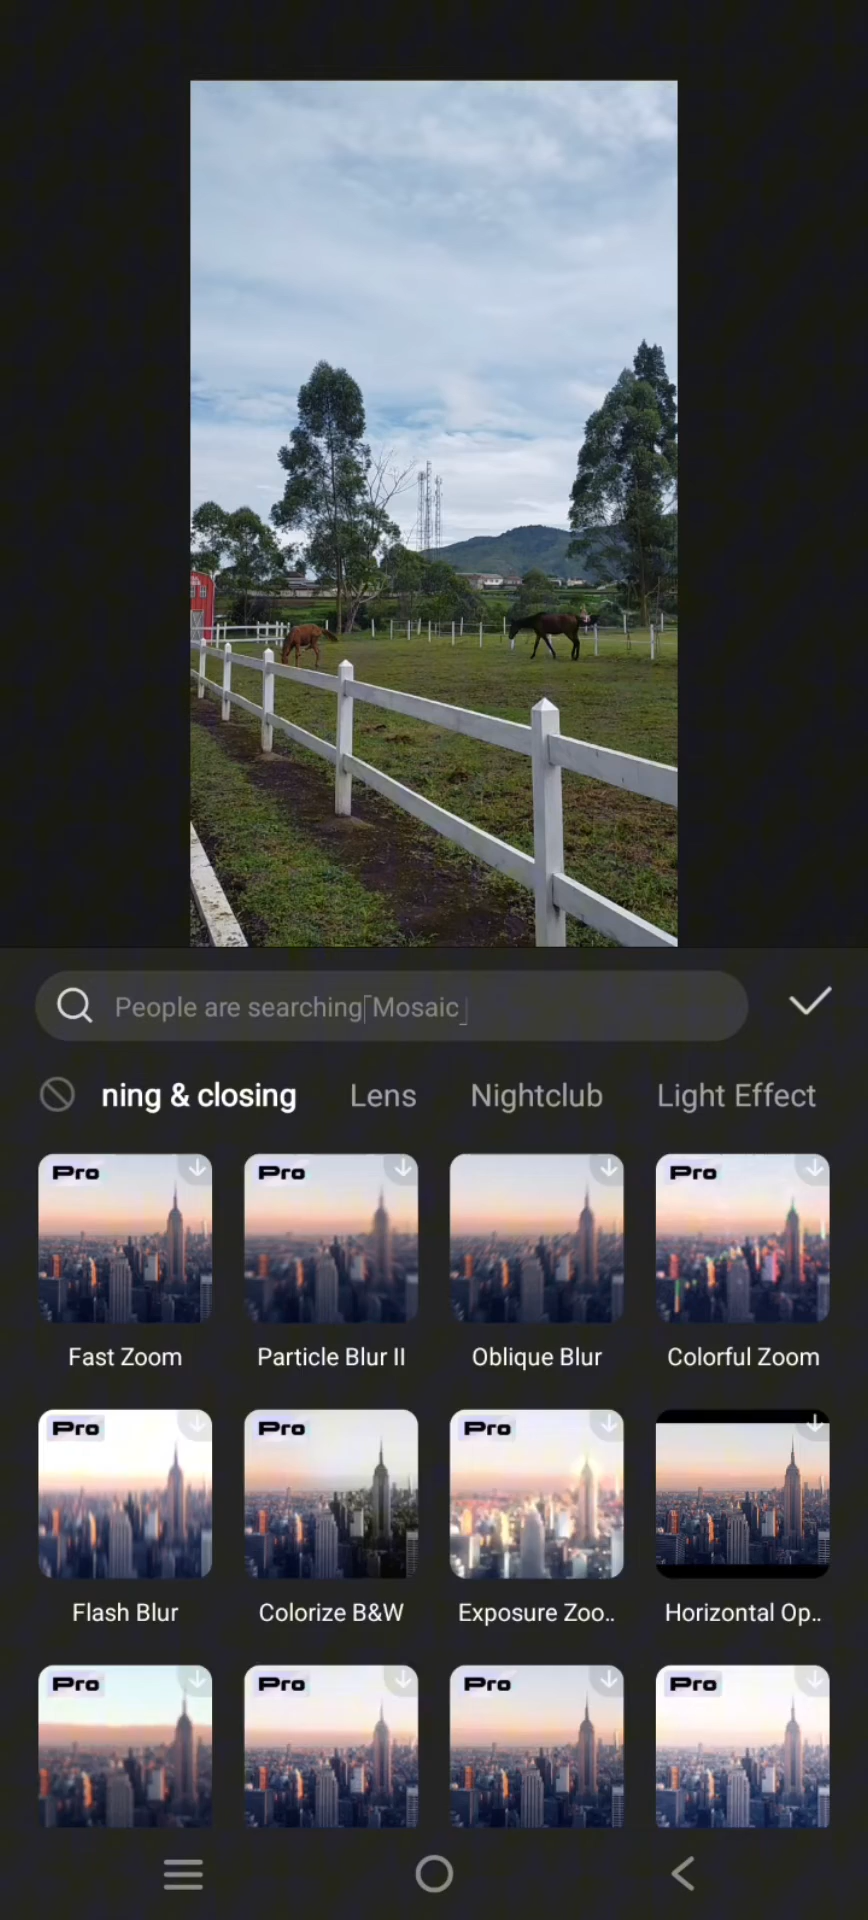 People are searching「Mosaic」
ning & closing Lens Nightclub Light Effect
Pro Pro Pro
Fast Zoom Particle Blur II Oblique Blur Colorful Zoom
Pro Pro Pro
Flash Blur Colorize B&W Exposure Zoo.. Horizontal Op..
Pro Pro Pro Pro